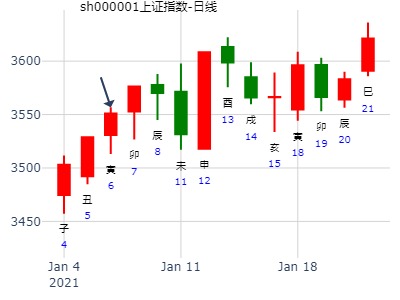 sh000001上证指数-日线
3600
3550
3500
3450
子
4
丑
5
寅
6
卯
7
辰
8
未
11
申
12
酉
13
戌
14
亥
15
寅
18
卯
19
辰
20
巳
21
Jan 4
2021
Jan 11
Jan 18